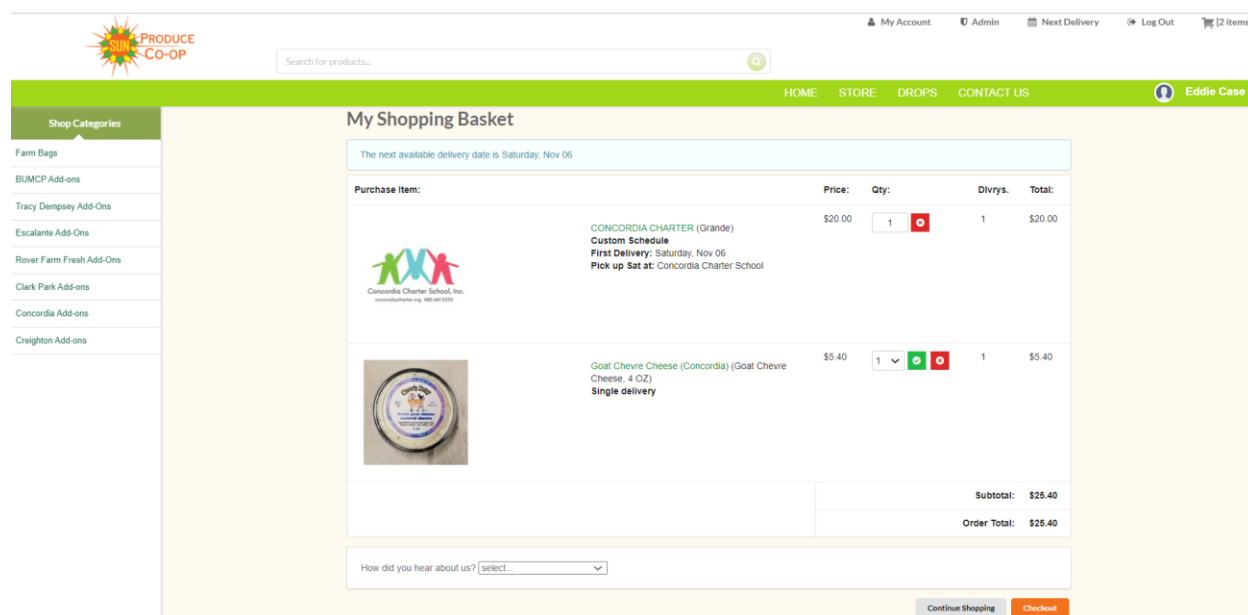 My Account Admin Next Delivery Log Out [2 items
SUN PRODUCE
CO-OP
Search for products...
HOME STORE DROPS CONTACT US Eddie Case
Shop Categories
Farm Bags
BUMCP Add-ons
Tracy Dempsey Add-Ons
Escalante Add-Ons
Rover Farm Fresh Add-Ons
Clark Park Add-ons
Concordia Add-ons
Creighton Add-ons
My Shopping Basket
The next available delivery date is Saturday, Nov 06
Purchase Item: Price: Qty: Dlvrys. Total:
CONCORDIA CHARTER (Grande) $20.00 1 1 $20.00
Custom Schedule
First Delivery: Saturday, Nov 06
Pick up Sat at: Concordia Charter School
Concordia Charter School, Inc.
concordiacharter.org 480.461.0555
Goat Chevre Cheese (Concordia) (Goat Chevre $5.40 1 1 $5.40
Cheese, 4 OZ)
Single delivery
Subtotal: $25.40
Order Total: $25.40
How did you hear about us? select...
Continue Shopping Checkout